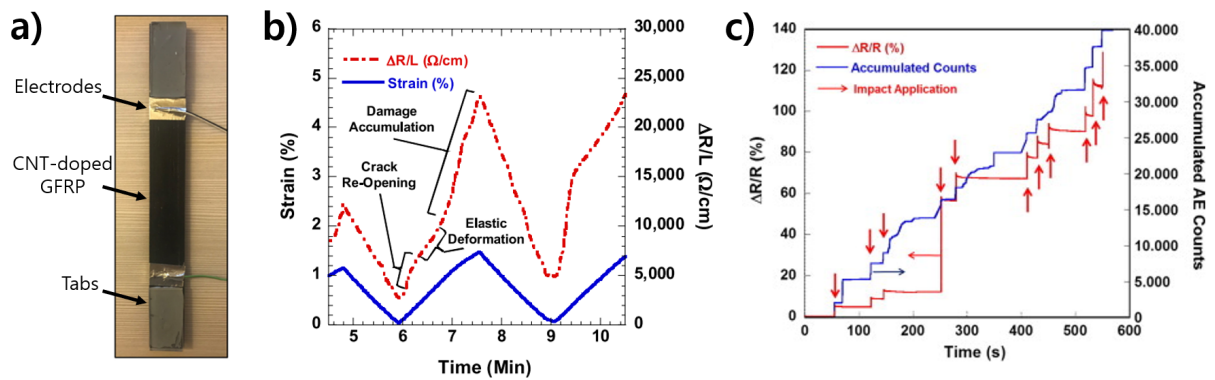 a)
Electrodes
CNT-doped
GFRP
Tabs
b)
6
5
4
3
2
1
0
Strain (%)
ΔR/L (Ω/cm)
Strain (%)
Damage
Accumulation
Crack
Re-Opening
Elastic
Deformation
30,000
25,000
20,000
15,000
10,000
5,000
0
ΔR/L (Ω/cm)
5
6
7
8
9
10
Time (Min)
c)
140
120
100
80
60
40
20
0
ΔR/R (%)
ΔR/R (%)
Accumulated Counts
Impact Application
40.000
35.000
30.000
25.000
20.000
15.000
10.000
5.000
0
Accumulated AE Counts
0
100
200
300
400
500
600
Time (s)